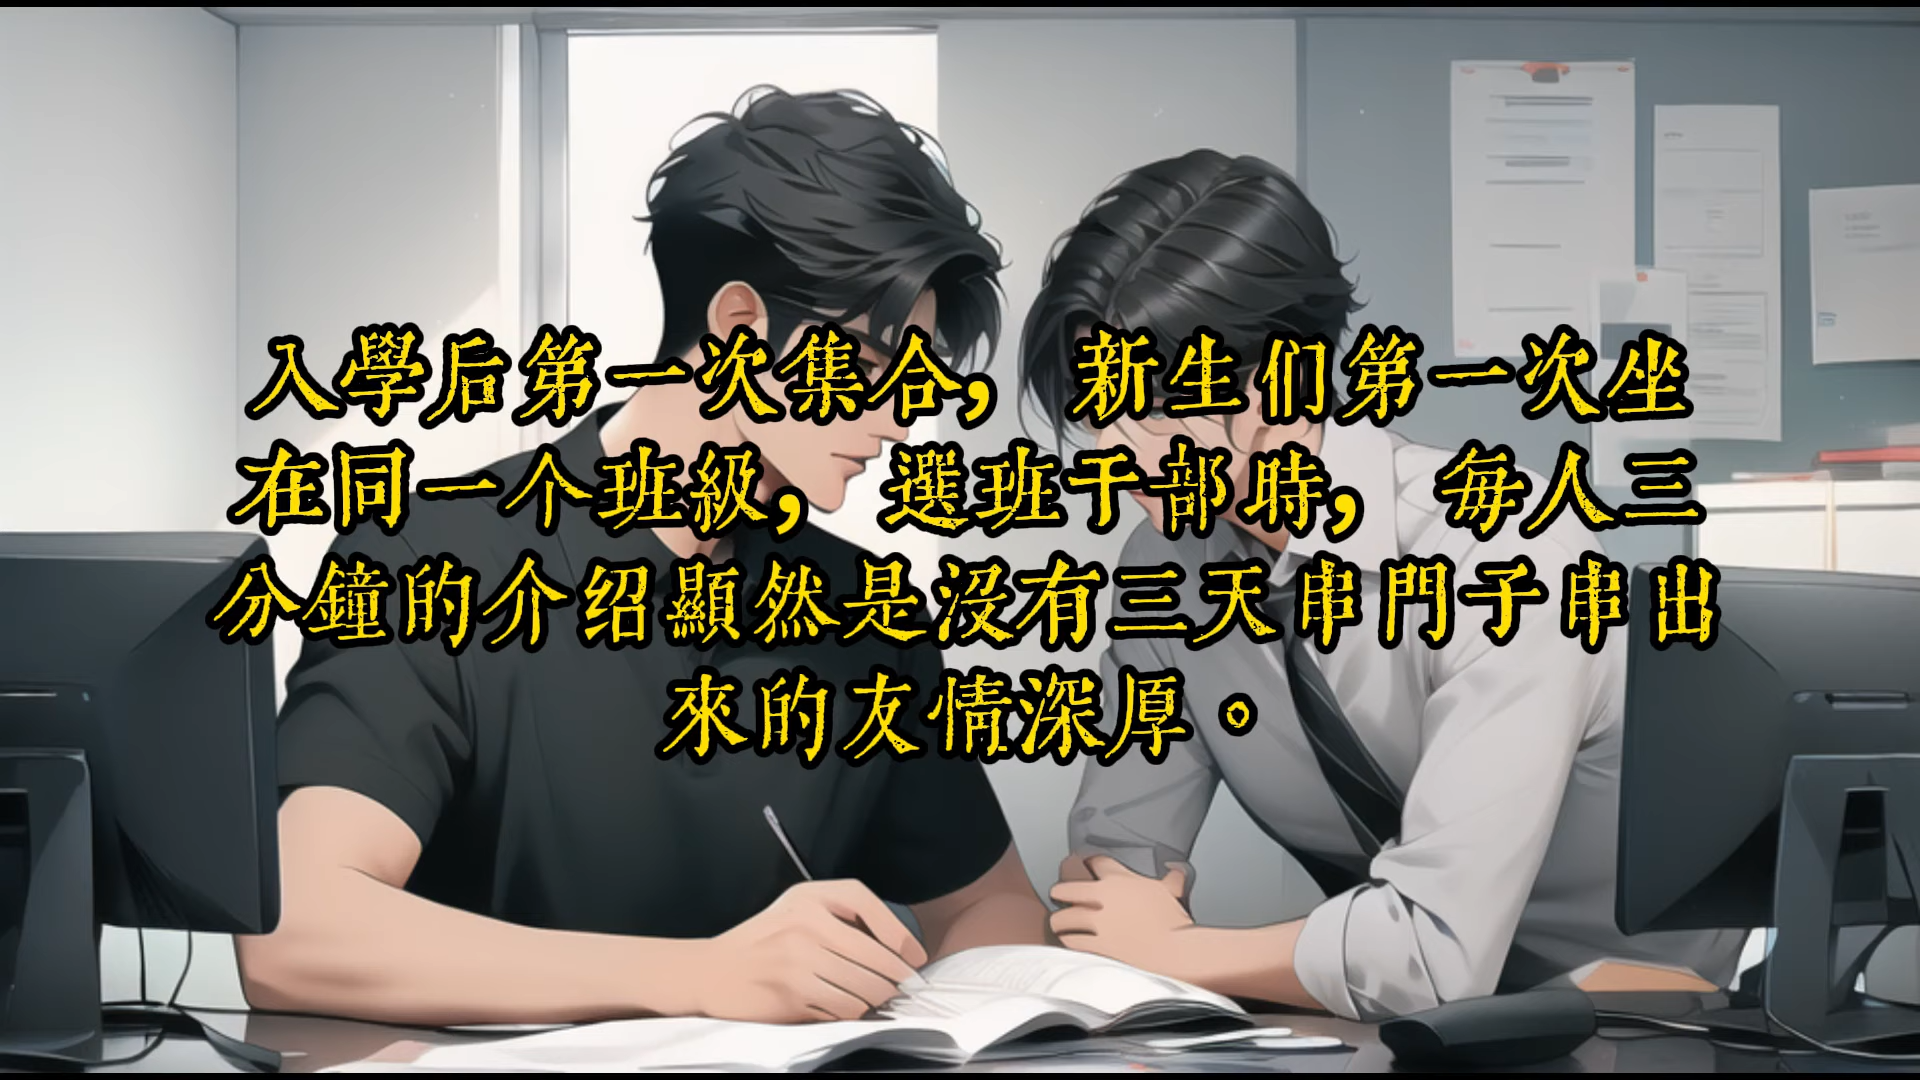 入學后第一次集合，新生们第一次坐
在同一个班級，選班干部時，每人三
分鐘的介绍顯然是沒有三天串門子串出
來的友情深厚。